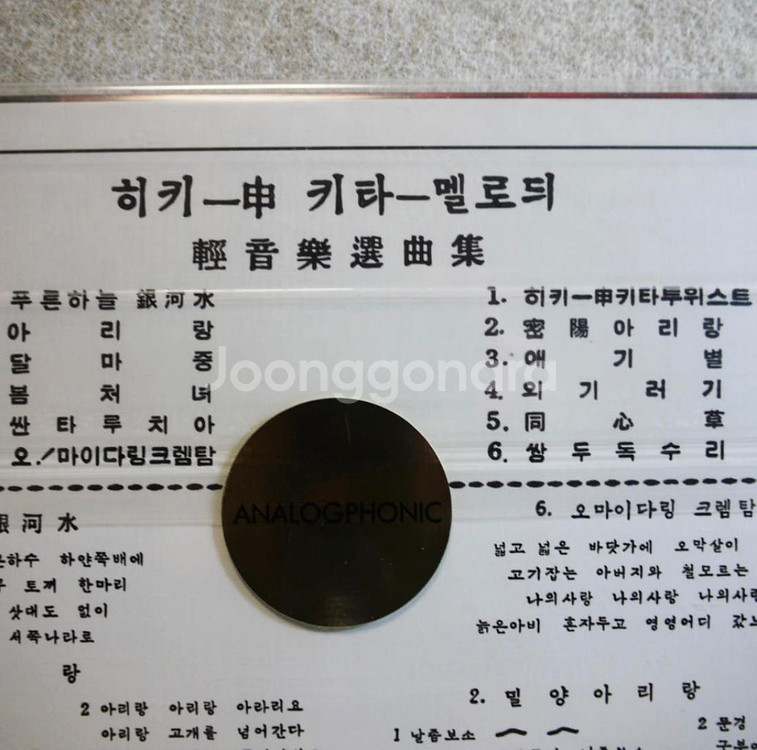 히키—申 키타—멜로듸
輕音樂選曲集
푸른하늘 銀河水
아리랑
달마중
봄처녀
싼타루치아
오!마이다링크렘탐
1. 히키—申키타투위스트
2. 密陽아리랑
3. 애기별
4. 외기러기
5. 同心草
6. 쌍두독수리
Joonggonara
ANALOGPHONIC
銀河水
은하수 하얀쪽배에
토끼 한마리
삿대도 없이
서쪽나라로
랑
2 아리랑 아리랑 아라리요
아리랑 고개를 넘어간다
6. 오마이다링 크렘탐
넓고 넓은 바닷가에 오막살이
고기잡는 아버지와 철모르는
나의사랑 나의사랑 나의사랑
늙은아비 혼자두고 영영어디 갔느
2. 밀양아리랑
1 날좀보소
2 문경